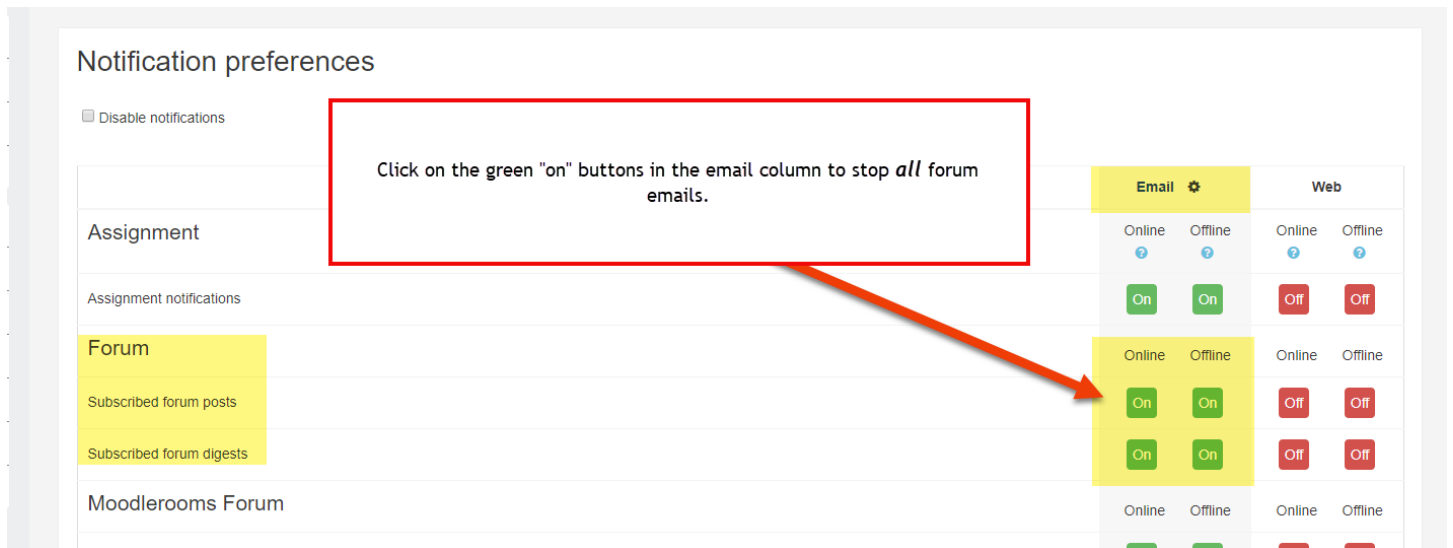 Notification preferences
Disable notifications
Click on the green "on" buttons in the email column to stop all forum
emails.
Email Web
Assignment Online Offline Online Offline
? ? ? ?
Assignment notifications On On Off Off
Forum Online Offline Online Offline
Subscribed forum posts On On Off Off
Subscribed forum digests On On Off Off
Moodlerooms Forum Online Offline Online Offline